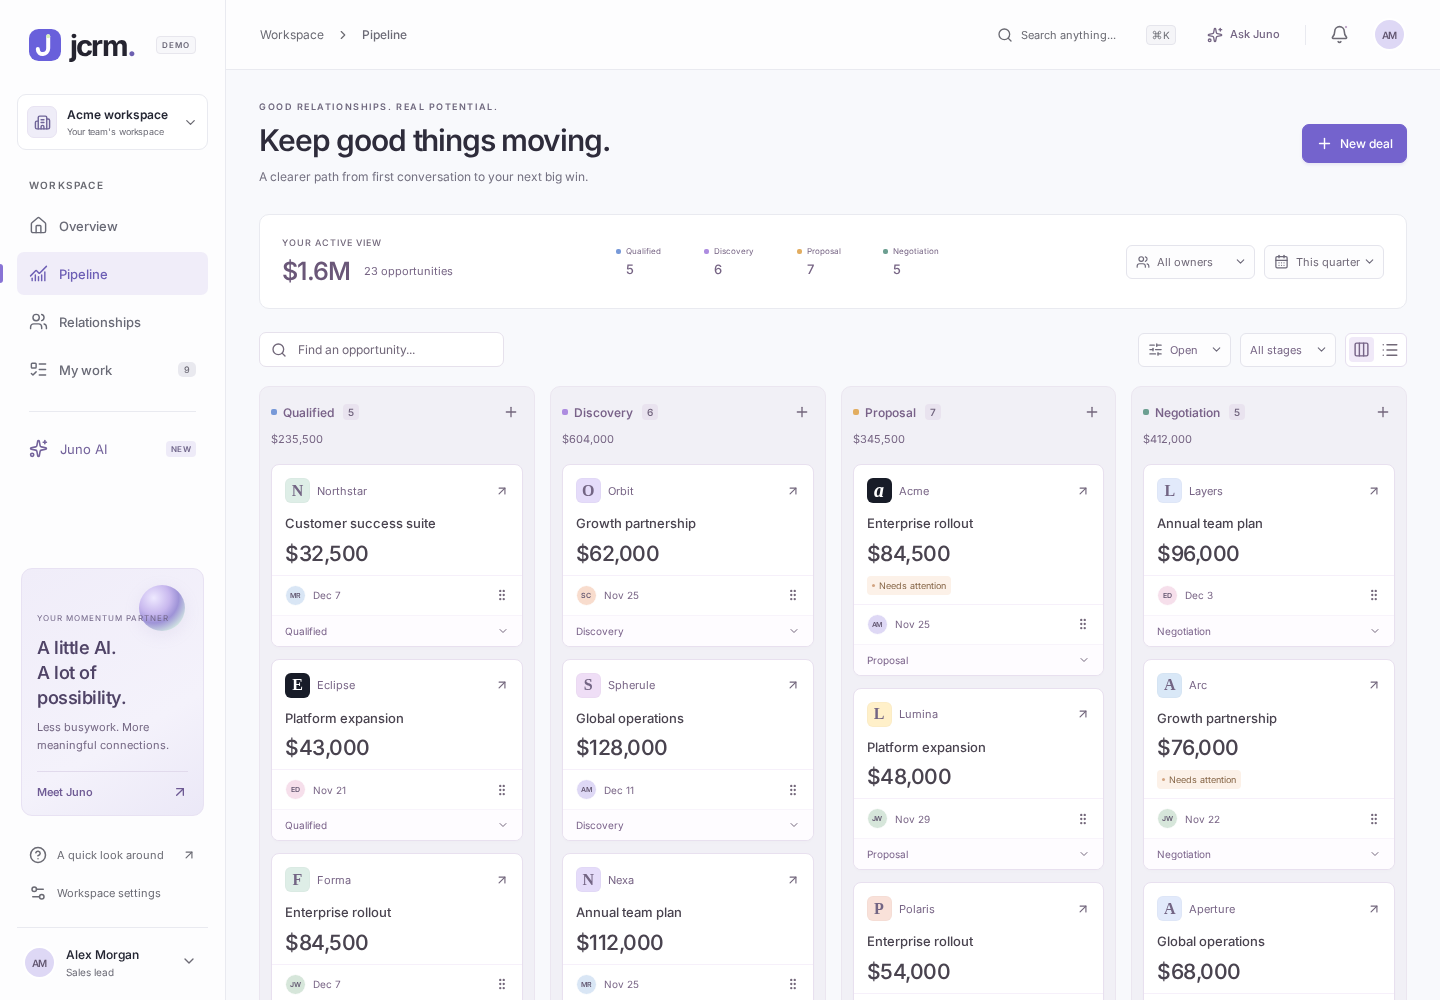 J jcrm.
DEMO
Acme workspace
Your team's workspace
WORKSPACE
Overview
Pipeline
Relationships
My work 9
Juno AI NEW
YOUR MOMENTUM PARTNER
A little AI.
A lot of
possibility.
Less busywork. More
meaningful connections.
Meet Juno
A quick look around
Workspace settings
AM Alex Morgan
Sales lead
Workspace Pipeline
Search anything... ⌘K
Ask Juno
AM
GOOD RELATIONSHIPS. REAL POTENTIAL.
Keep good things moving.
A clearer path from first conversation to your next big win.
New deal
YOUR ACTIVE VIEW
$1.6M 23 opportunities
Qualified
5
Discovery
6
Proposal
7
Negotiation
5
All owners
This quarter
Find an opportunity...
Open
All stages
Qualified 5
$235,500
N Northstar
Customer success suite
$32,500
MR Dec 7
Qualified
E Eclipse
Platform expansion
$43,000
ED Nov 21
Qualified
F Forma
Enterprise rollout
$84,500
JW Dec 7
Discovery 6
$604,000
O Orbit
Growth partnership
$62,000
SC Nov 25
Discovery
S Spherule
Global operations
$128,000
AM Dec 11
Discovery
N Nexa
Annual team plan
$112,000
MR Nov 25
Proposal 7
$345,500
a Acme
Enterprise rollout
$84,500
Needs attention
AM Nov 25
Proposal
L Lumina
Platform expansion
$48,000
JW Nov 29
Proposal
P Polaris
Enterprise rollout
$54,000
Negotiation 5
$412,000
L Layers
Annual team plan
$96,000
ED Dec 3
Negotiation
A Arc
Growth partnership
$76,000
Needs attention
JW Nov 22
Negotiation
A Aperture
Global operations
$68,000